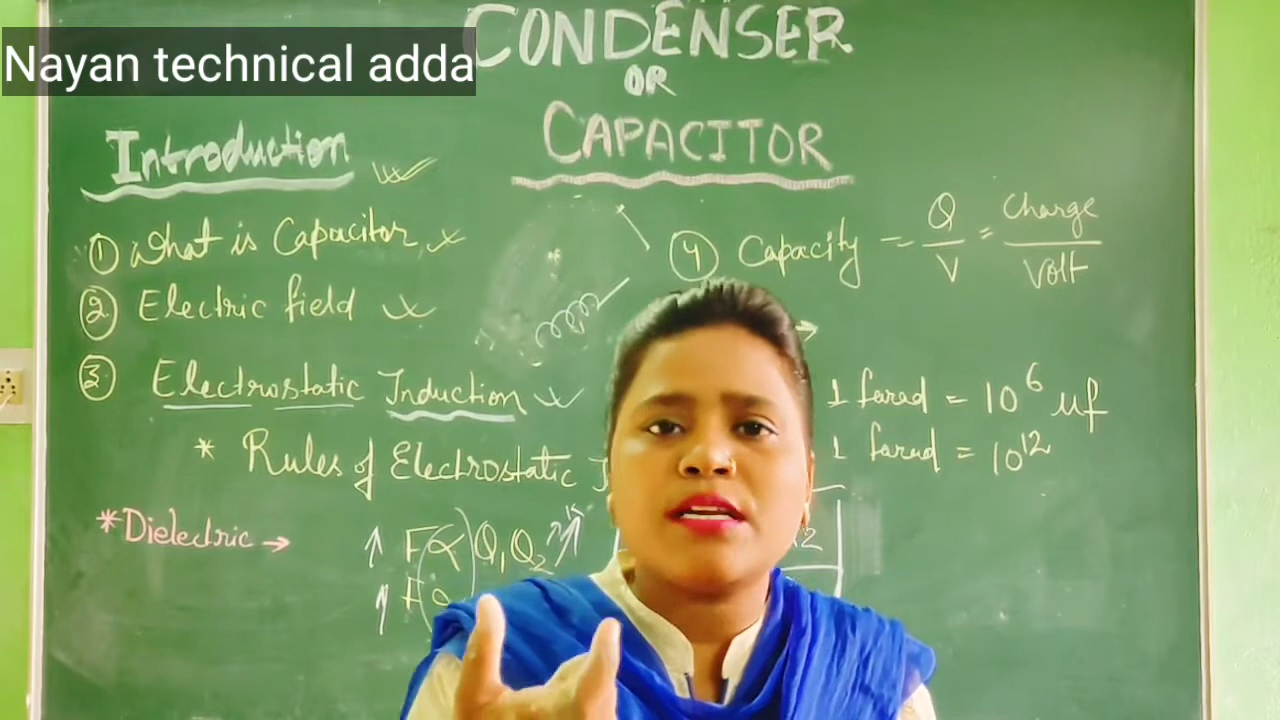 Nayan technical adda
CONDENSER
OR
CAPACITOR
Introduction
① What is Capacitor
② Electric field
③ Electrostatic Induction
* Rules of Electrostatic
*Dielectric →
↑ F ∝ Q₁Q₂
↑ F
④ Capacity = Q/V = Charge/Volt
→
1 farad = 10⁶ µf
1 farad = 10¹²